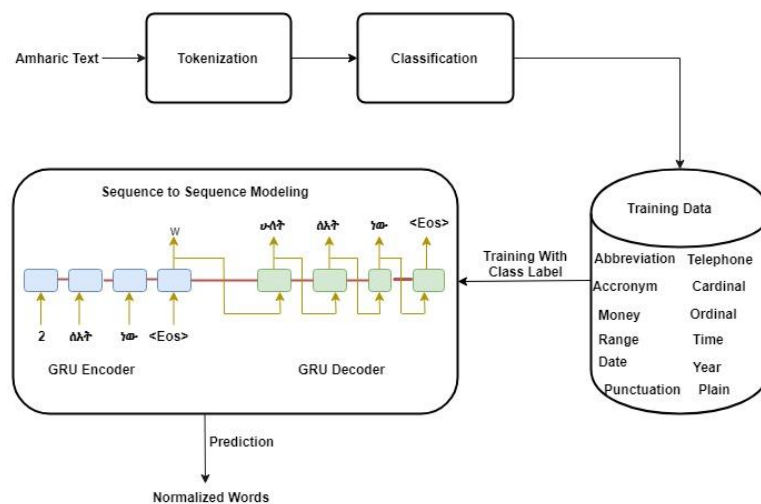 Amharic Text
Tokenization
Classification
Sequence to Sequence Modeling
W
ሁለት
ሰአት
ነው
<Eos>
2
ሰአት
ነው
<Eos>
GRU Encoder
GRU Decoder
Training With
Class Label
Training Data
Abbreviation Telephone
Accronym Cardinal
Money Ordinal
Range Time
Date Year
Punctuation Plain
Prediction
Normalized Words